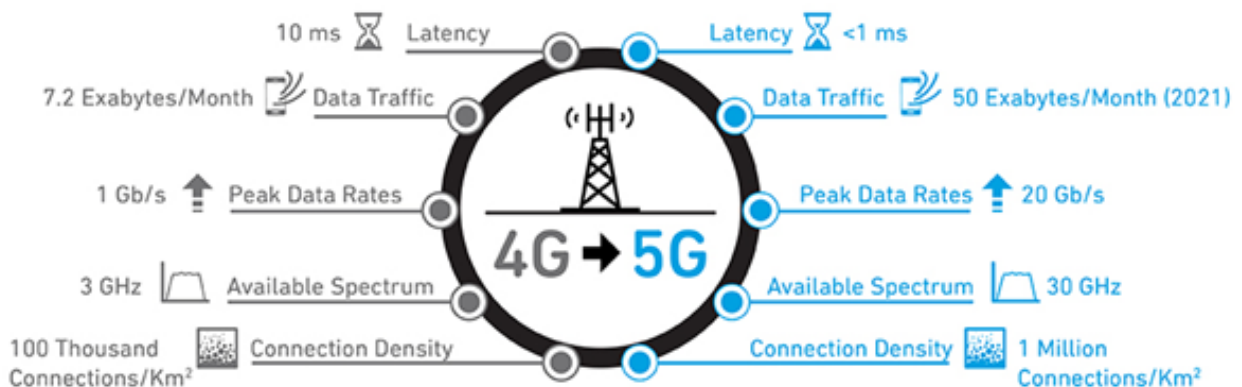 10 ms Latency
Latency <1 ms
7.2 Exabytes/Month Data Traffic
Data Traffic 50 Exabytes/Month (2021)
1 Gb/s Peak Data Rates
Peak Data Rates 20 Gb/s
4G 5G
3 GHz Available Spectrum
Available Spectrum 30 GHz
100 Thousand
Connections/Km² Connection Density
Connection Density 1 Million
Connections/Km²